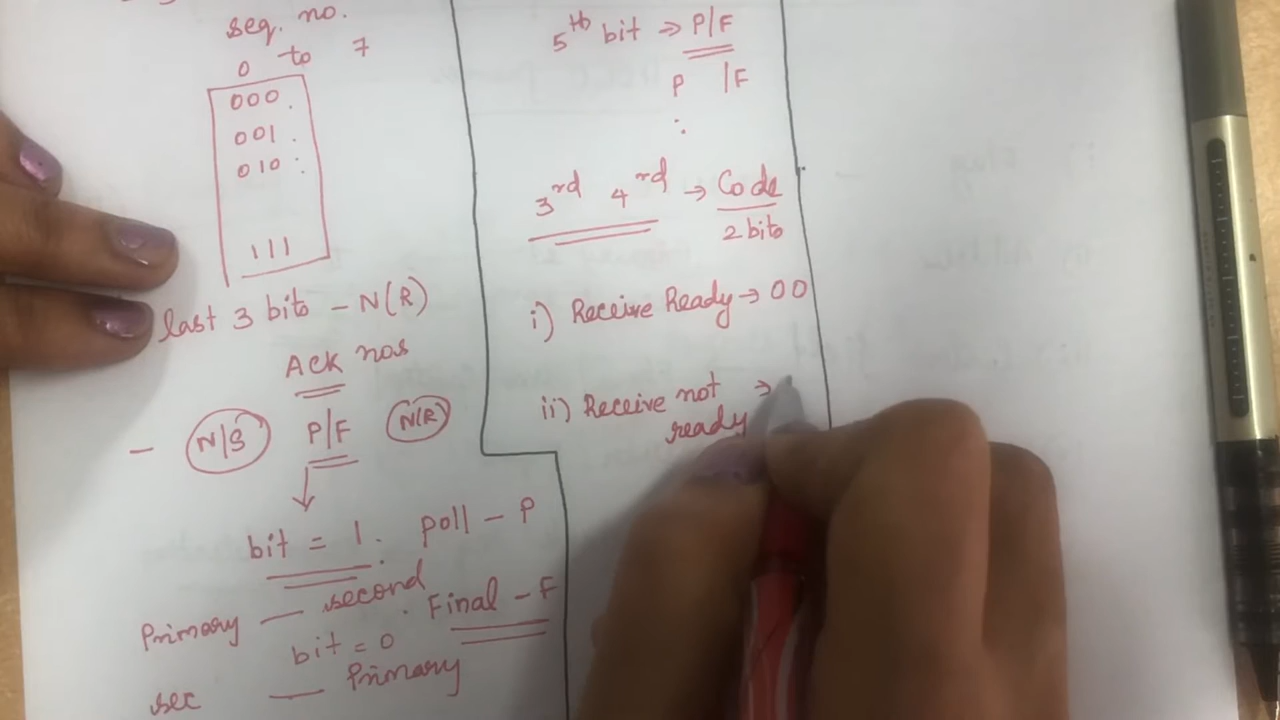 seq. no.
0 to 7
000.
001.
010:
111
last 3 bits - N(R)
Ack nos
- N/S P/F N(R)
bit = 1. Poll - P
Primary — second
. Final - F
bit = 0
sec — Primary
5th bit → P/F
P /F
:
3rd 4rd → Code
2 bits
i) Receive Ready → 00
ii) Receive not →
ready